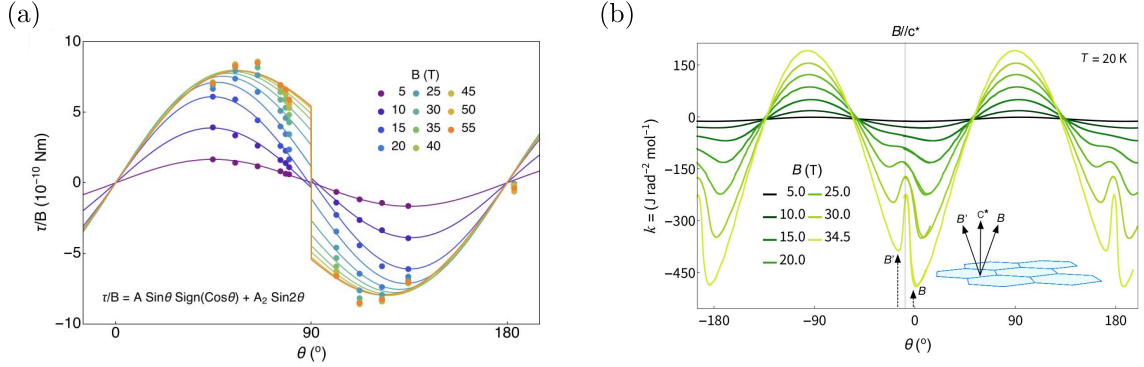 (a)
10
5
0
−5
−10
τ/B (10⁻¹⁰ Nm)
B (T)
5 25 45
10 30 50
15 35 55
20 40
τ/B = A Sinθ Sign(Cosθ) + A₂ Sin2θ
0 90 180
θ (°)
(b)
B//c*
T = 20 K
150
0
−150
−300
−450
k = (J rad⁻² mol⁻¹)
B (T)
5.0 25.0
10.0 30.0
15.0 34.5
20.0
B' c* B
B'
B
−180 −90 0 90 180
θ (°)